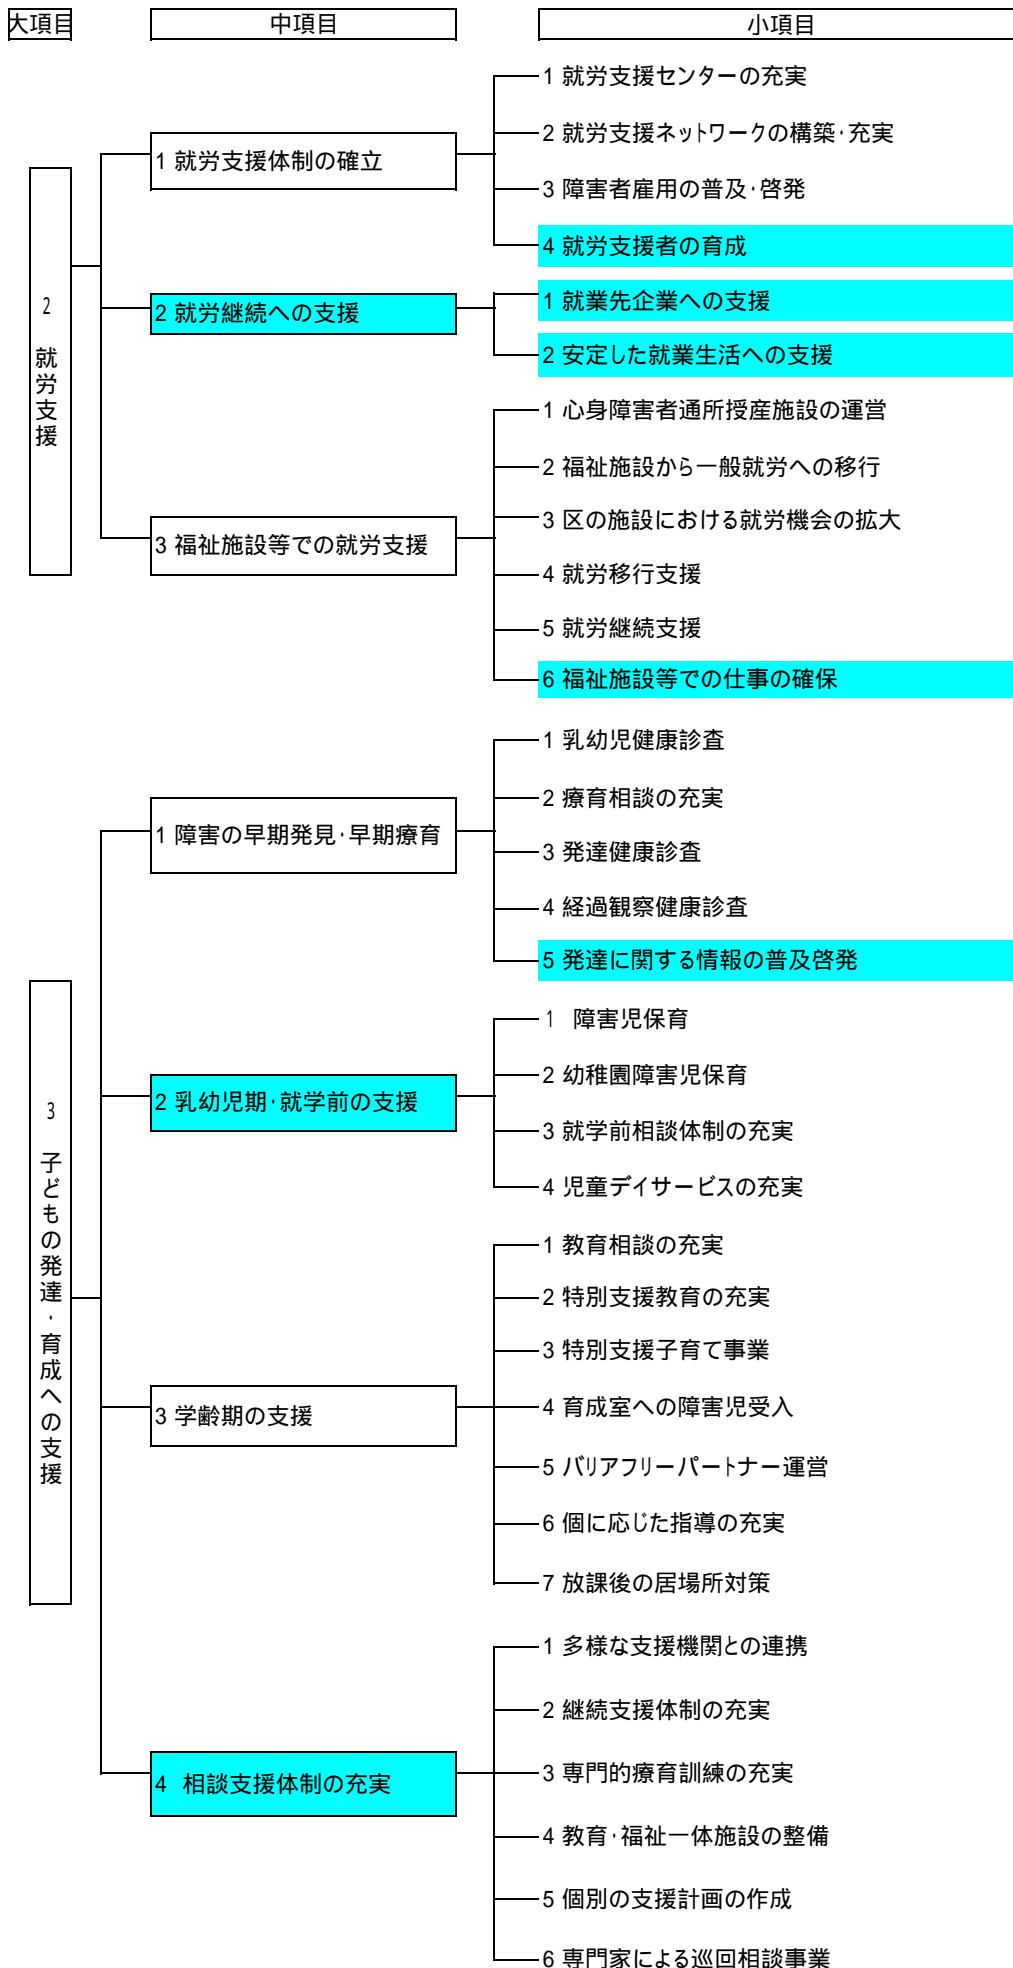 大項目 中項目 小項目
2 就労支援
1 就労支援体制の確立
1 就労支援センターの充実
2 就労支援ネットワークの構築・充実
3 障害者雇用の普及・啓発
4 就労支援者の育成
2 就労継続への支援
1 就業先企業への支援
2 安定した就業生活への支援
3 福祉施設等での就労支援
1 心身障害者通所授産施設の運営
2 福祉施設から一般就労への移行
3 区の施設における就労機会の拡大
4 就労移行支援
5 就労継続支援
6 福祉施設等での仕事の確保
3 子どもの発達・育成への支援
1 障害の早期発見・早期療育
1 乳幼児健康診査
2 療育相談の充実
3 発達健康診査
4 経過観察健康診査
5 発達に関する情報の普及啓発
2 乳幼児期・就学前の支援
1 障害児保育
2 幼稚園障害児保育
3 就学前相談体制の充実
4 児童デイサービスの充実
3 学齢期の支援
1 教育相談の充実
2 特別支援教育の充実
3 特別支援子育て事業
4 育成室への障害児受入
5 バリアフリーパートナー運営
6 個に応じた指導の充実
7 放課後の居場所対策
4 相談支援体制の充実
1 多様な支援機関との連携
2 継続支援体制の充実
3 専門的療育訓練の充実
4 教育・福祉一体施設の整備
5 個別の支援計画の作成
6 専門家による巡回相談事業